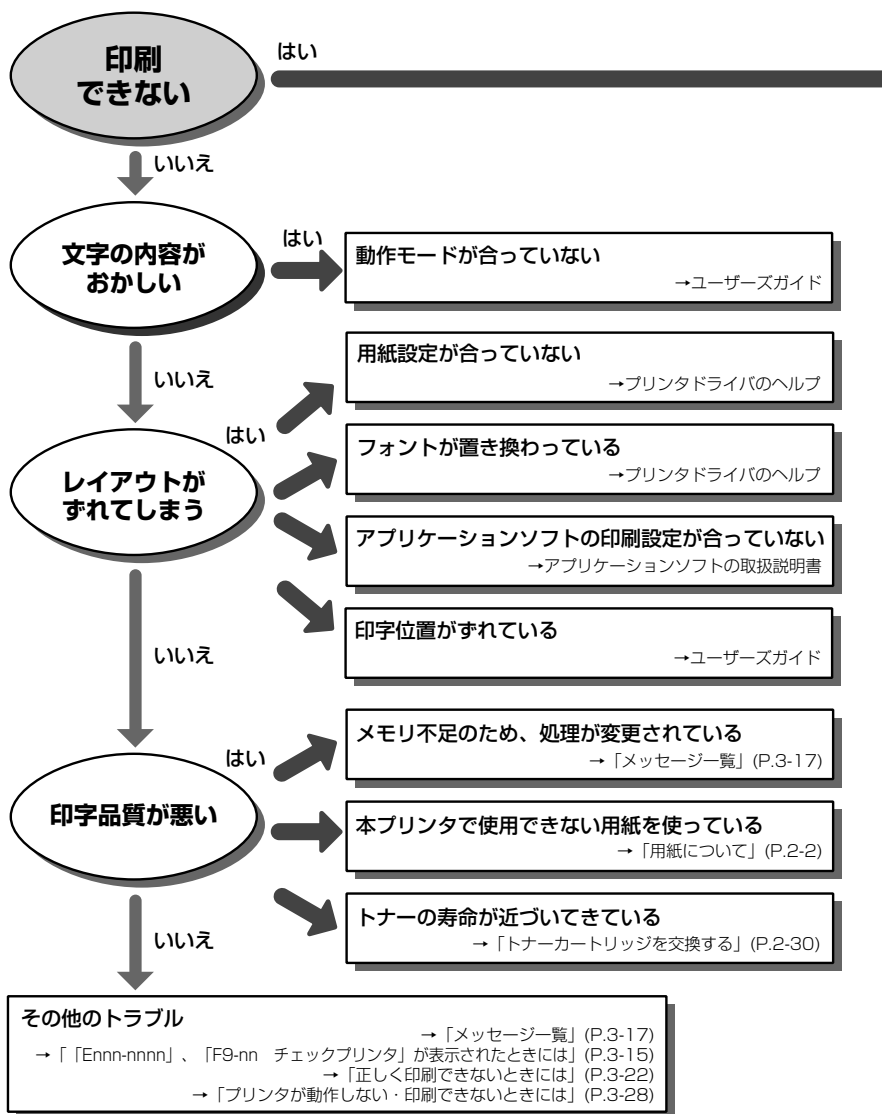 印刷
できない
はい
いいえ
文字の内容が
おかしい
はい
動作モードが合っていない
→ユーザーズガイド
いいえ
レイアウトが
ずれてしまう
はい
用紙設定が合っていない
→プリンタドライバのヘルプ
フォントが置き換わっている
→プリンタドライバのヘルプ
アプリケーションソフトの印刷設定が合っていない
→アプリケーションソフトの取扱説明書
印字位置がずれている
→ユーザーズガイド
いいえ
印字品質が悪い
はい
メモリ不足のため、処理が変更されている
→「メッセージ一覧」(P.3-17)
本プリンタで使用できない用紙を使っている
→「用紙について」(P.2-2)
トナーの寿命が近づいてきている
→「トナーカートリッジを交換する」(P.2-30)
いいえ
その他のトラブル
→「メッセージ一覧」(P.3-17)
→「「Ennn-nnnn」、「F9-nn　チェックプリンタ」が表示されたときには」(P.3-15)
→「正しく印刷できないときには」(P.3-22)
→「プリンタが動作しない・印刷できないときには」(P.3-28)